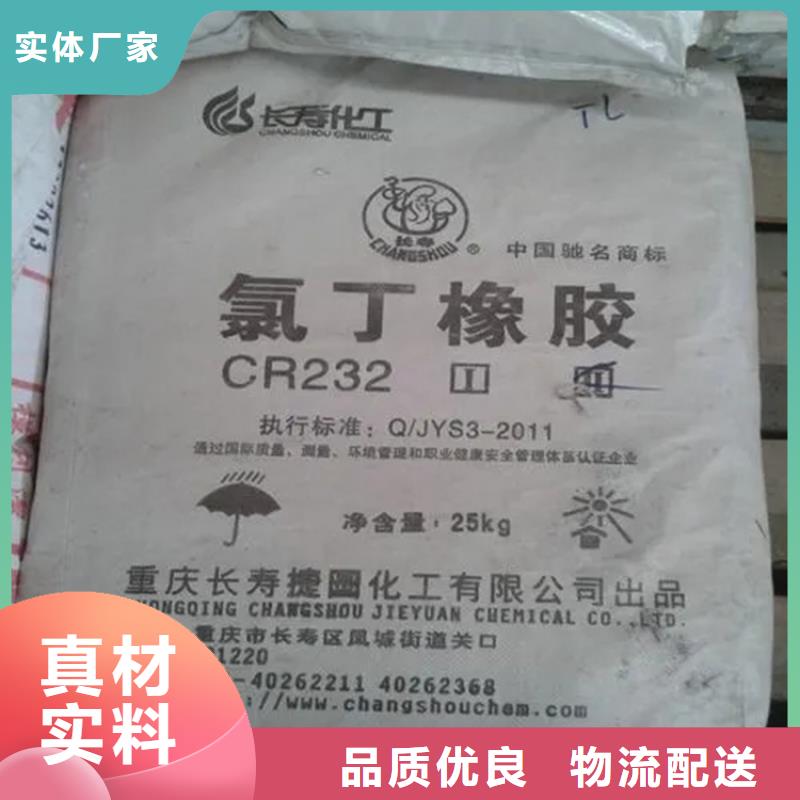 实体厂家
长寿化工
CHANGSHOU CHEMICAL
TL
长寿
CHANGSHOU ®
中国驰名商标
氯丁橡胶
CR232 I II
执行标准：Q/JYS3-2011
通过国际质量、测量、环境管理和职业健康安全管理体系认证企业
净含量：25kg
重庆长寿捷圆化工有限公司出品
HONGQING CHANGSHOU JIEYUAN CHEMICAL CO.,LTD.
重庆市长寿区凤城街道关口
01220
-40262211 40262368
://www.changshouchem.com
真材
实料
品质优良 物流配送